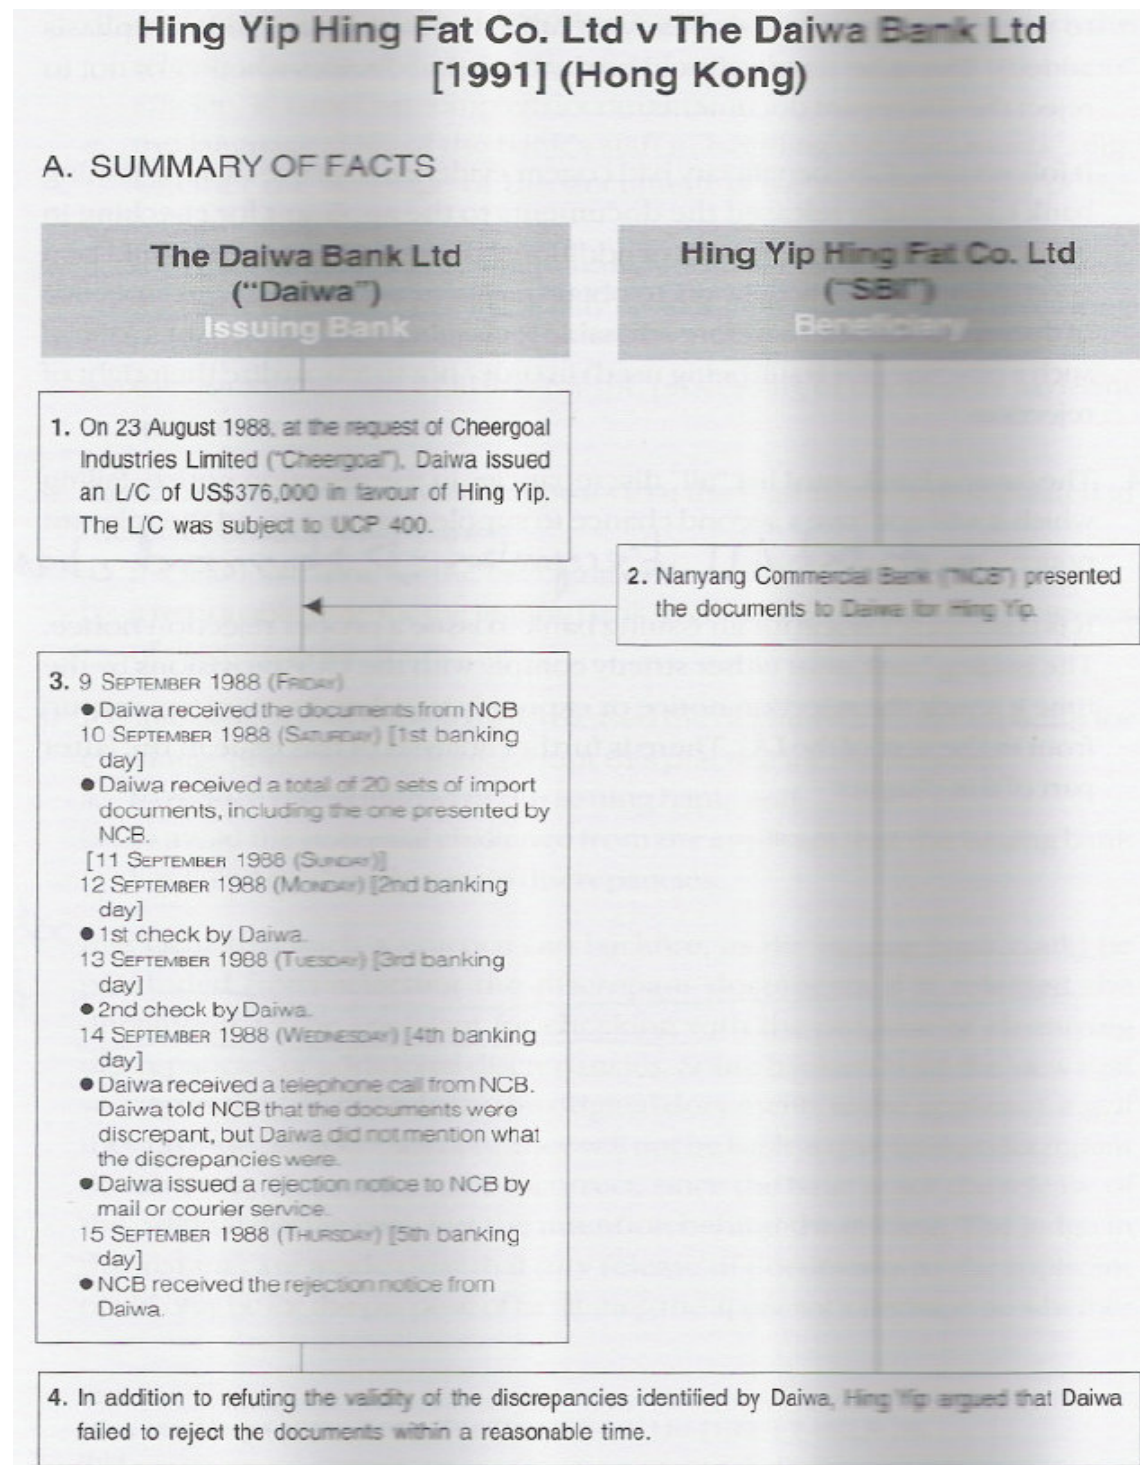 Hing Yip Hing Fat Co. Ltd v The Daiwa Bank Ltd
[1991] (Hong Kong)
A. SUMMARY OF FACTS
The Daiwa Bank Ltd
("Daiwa")
Issuing Bank
Hing Yip Hing Fat Co. Ltd
("SBI")
Beneficiary
1. On 23 August 1988, at the request of Cheergoal
Industries Limited ("Cheergoal"), Daiwa issued
an L/C of US$376,000 in favour of Hing Yip.
The L/C was subject to UCP 400.
2. Nanyang Commercial Bank ("NCB") presented
the documents to Daiwa for Hing Yip.
3. 9 SEPTEMBER 1988 (FRIDAY)
● Daiwa received the documents from NCB
10 SEPTEMBER 1988 (SATURDAY) [1st banking
day]
● Daiwa received a total of 20 sets of import
documents, including the one presented by
NCB.
[11 SEPTEMBER 1988 (SUNDAY)]
12 SEPTEMBER 1988 (MONDAY) [2nd banking
day]
● 1st check by Daiwa.
13 SEPTEMBER 1988 (TUESDAY) [3rd banking
day]
● 2nd check by Daiwa.
14 SEPTEMBER 1988 (WEDNESDAY) [4th banking
day]
● Daiwa received a telephone call from NCB.
Daiwa told NCB that the documents were
discrepant, but Daiwa did not mention what
the discrepancies were.
● Daiwa issued a rejection notice to NCB by
mail or courier service.
15 SEPTEMBER 1988 (THURSDAY) [5th banking
day]
● NCB received the rejection notice from
Daiwa.
4. In addition to refuting the validity of the discrepancies identified by Daiwa, Hing Yip argued that Daiwa
failed to reject the documents within a reasonable time.